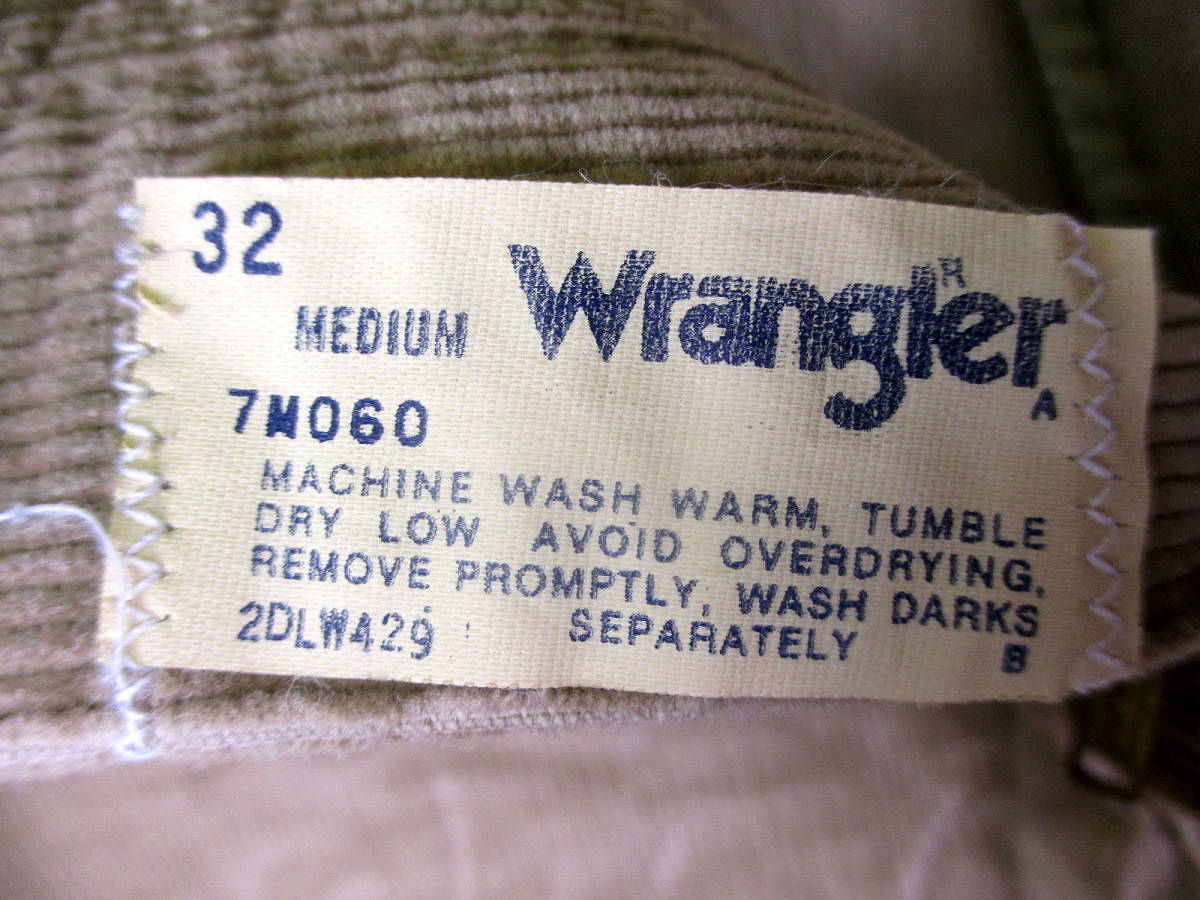 32
MEDIUM
Wrangler R
A
7M060
MACHINE WASH WARM, TUMBLE
DRY LOW AVOID OVERDRYING,
REMOVE PROMPTLY, WASH DARKS
2DLW429 SEPARATELY B